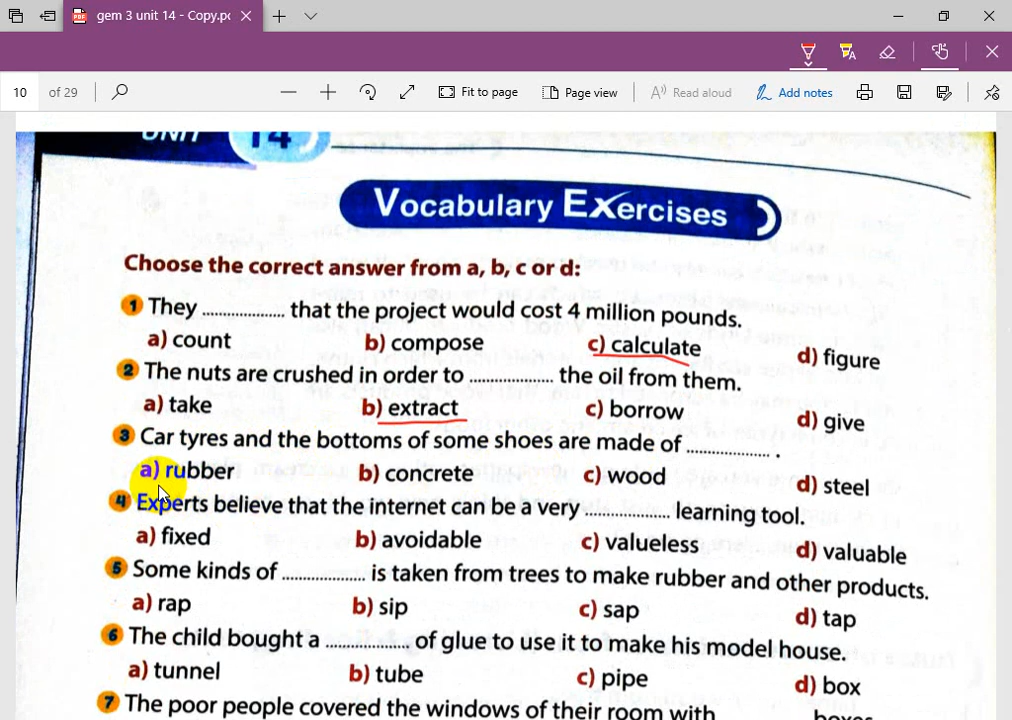 gem 3 unit 14 - Copy.pc
10 of 29
Fit to page
Page view
Read aloud
Add notes
UNIT 14
Vocabulary Exercises
Choose the correct answer from a, b, c or d:
1 They .................. that the project would cost 4 million pounds.
a) count b) compose c) calculate d) figure
2 The nuts are crushed in order to .................. the oil from them.
a) take b) extract c) borrow d) give
3 Car tyres and the bottoms of some shoes are made of .................. .
a) rubber b) concrete c) wood d) steel
4 Experts believe that the internet can be a very .................. learning tool.
a) fixed b) avoidable c) valueless d) valuable
5 Some kinds of .................. is taken from trees to make rubber and other products.
a) rap b) sip c) sap d) tap
6 The child bought a .................. of glue to use it to make his model house.
a) tunnel b) tube c) pipe d) box
7 The poor people covered the windows of their room with .................. boxes